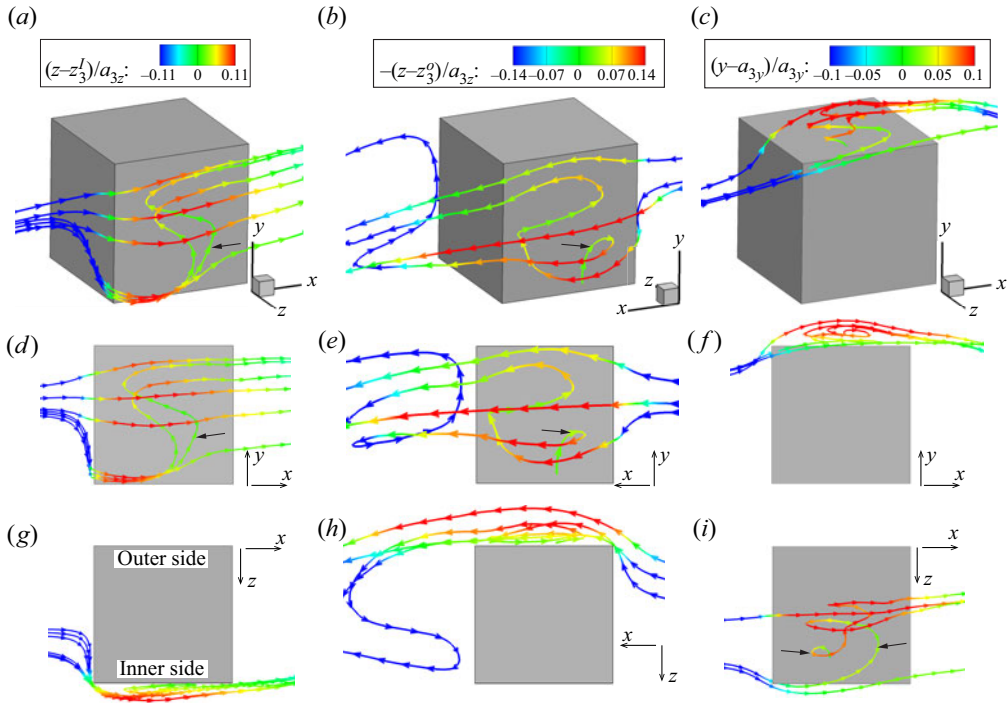 (a)
(b)
(c)
(z–z₃ᴵ)/a₃z:
–0.11 0 0.11
–(z–z₃ᵒ)/a₃z:
–0.14 –0.07 0 0.07 0.14
(y–a₃y)/a₃y:
–0.1 –0.05 0 0.05 0.1
y
x
z
y
z
x
y
x
z
(d)
(e)
(f)
y
x
x
y
y
x
(g)
(h)
(i)
Outer side
Inner side
x
z
x
z
x
z